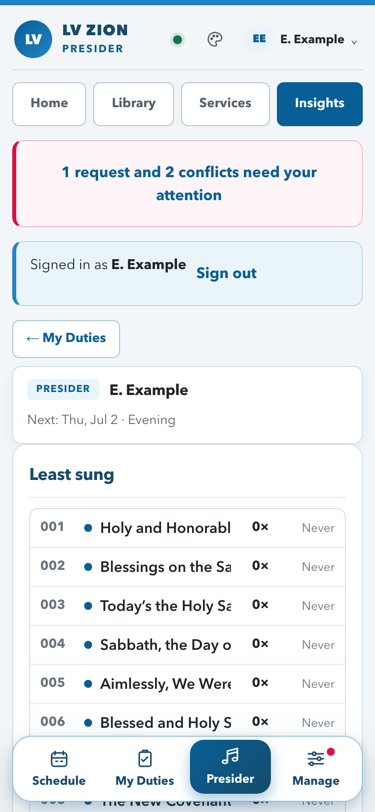 LV
LV ZION
PRESIDER
EE
E. Example
Home
Library
Services
Insights
1 request and 2 conflicts need your
attention
Signed in as E. Example
Sign out
← My Duties
PRESIDER
E. Example
Next: Thu, Jul 2 · Evening
Least sung
001 Holy and Honorabl 0× Never
002 Blessings on the Sa 0× Never
003 Today’s the Holy Sa 0× Never
004 Sabbath, the Day o 0× Never
005 Aimlessly, We Were 0× Never
006 Blessed and Holy S 0× Never
Schedule
My Duties
Presider
Manage